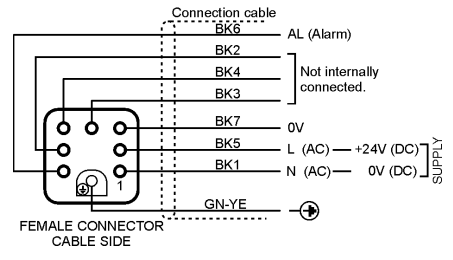 Connection cable
BK6 AL (Alarm)
BK2
BK4 Not internally
connected.
BK3
BK7 0V
BK5 L (AC) +24V (DC)
BK1 N (AC) 0V (DC)
SUPPLY
1
GN-YE
FEMALE CONNECTOR
CABLE SIDE